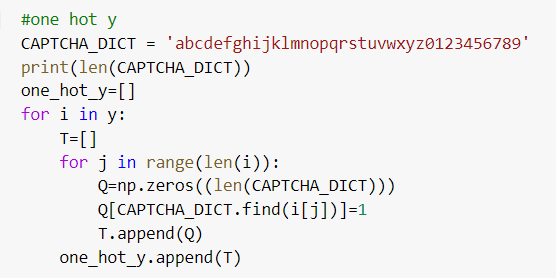 #one hot y
CAPTCHA_DICT = 'abcdefghijklmnopqrstuvwxyz0123456789'
print(len(CAPTCHA_DICT))
one_hot_y=[]
for i in y:
    T=[]
    for j in range(len(i)):
        Q=np.zeros((len(CAPTCHA_DICT)))
        Q[CAPTCHA_DICT.find(i[j])]=1
        T.append(Q)
    one_hot_y.append(T)